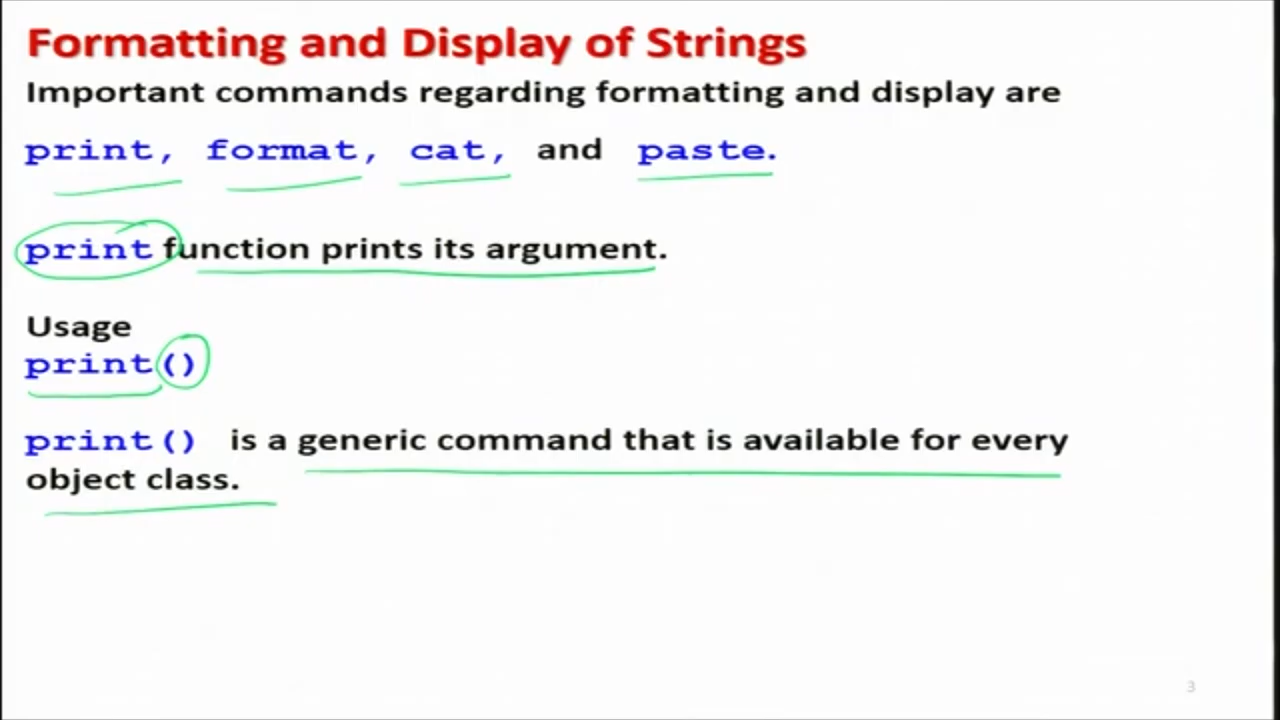 Formatting and Display of Strings
Important commands regarding formatting and display are
print, format, cat, and paste.
print function prints its argument.
Usage
print()
print() is a generic command that is available for every
object class.
3